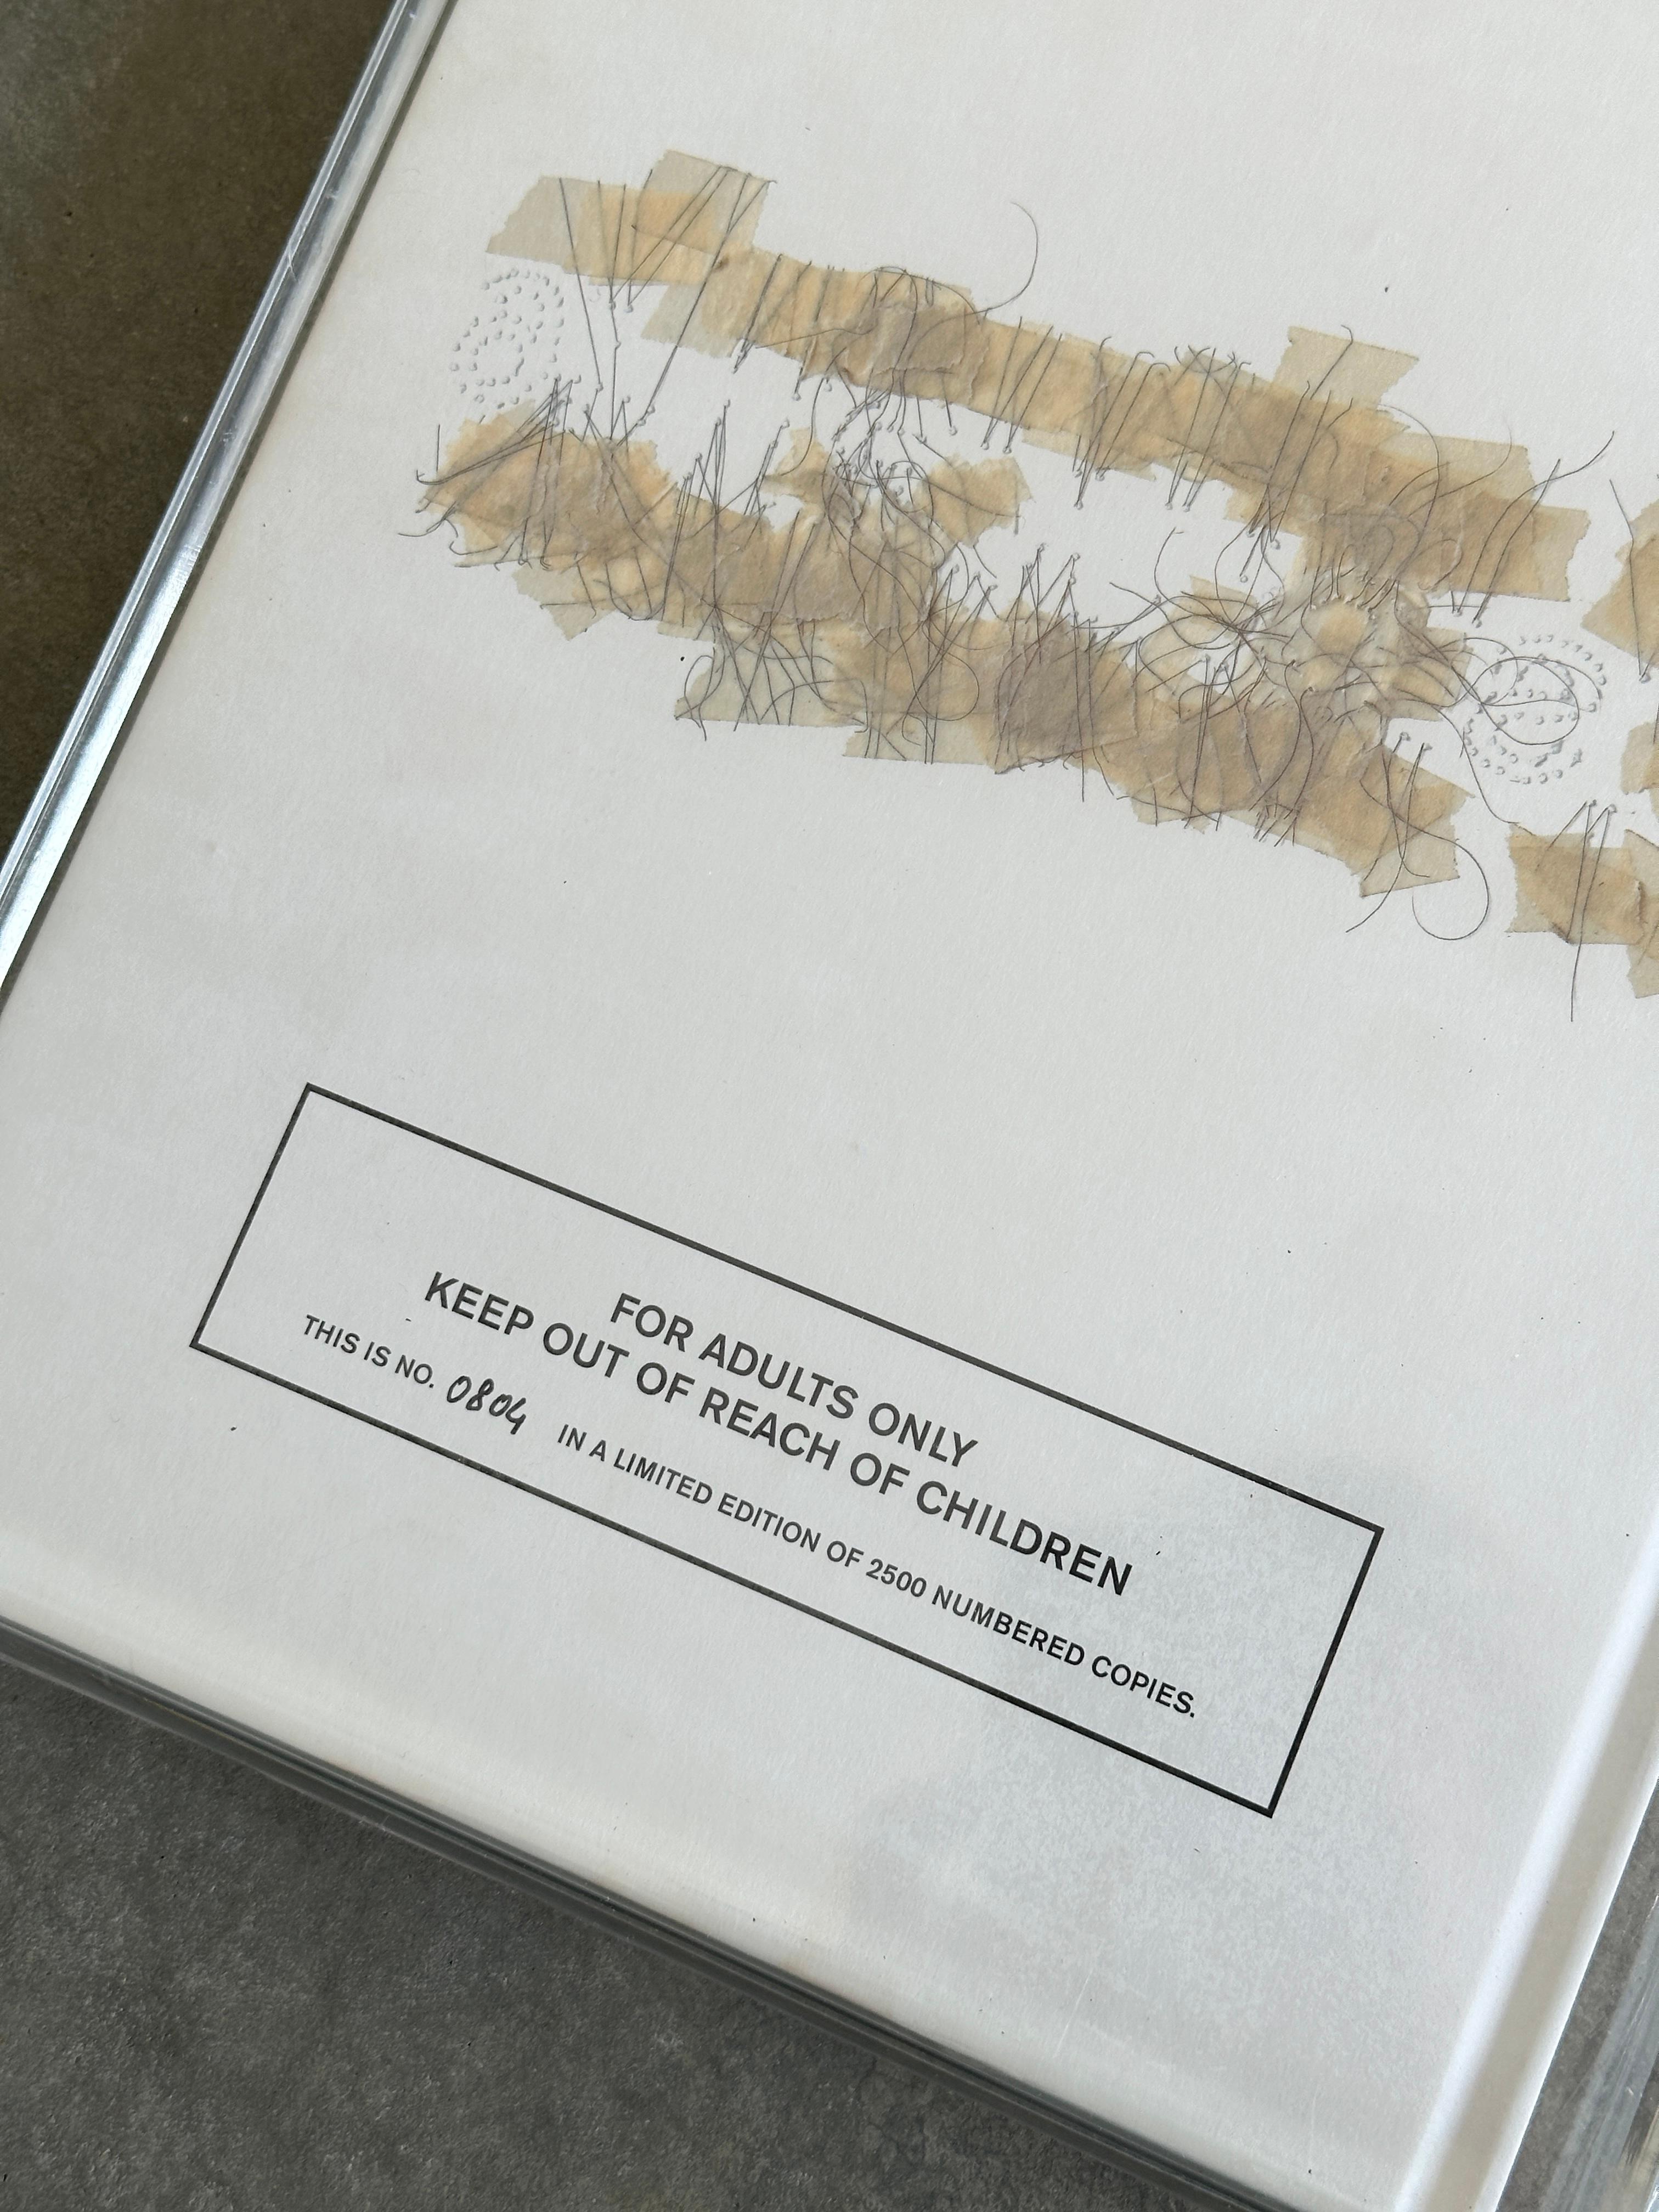 FOR ADULTS ONLY
KEEP OUT OF REACH OF CHILDREN
THIS IS NO. 0804 IN A LIMITED EDITION OF 2500 NUMBERED COPIES.